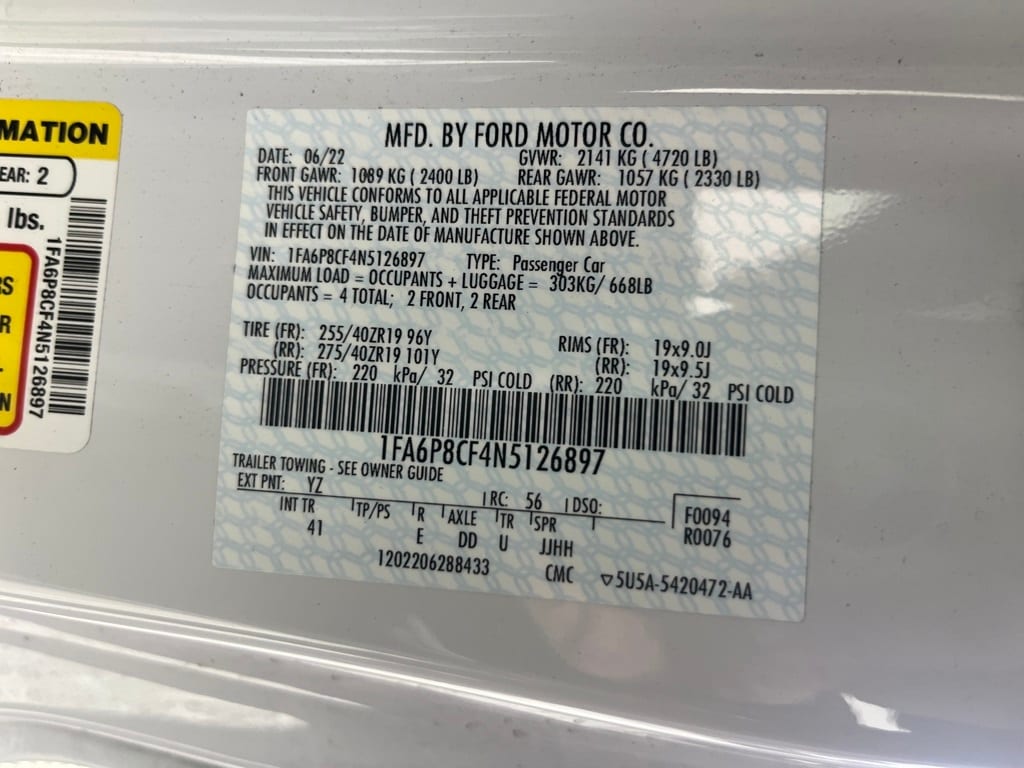 MATION
EAR: 2
lbs.
1FA6P8CF4N5126897
RS
R
N
MFD. BY FORD MOTOR CO.
DATE: 06/22 GVWR: 2141 KG ( 4720 LB)
FRONT GAWR: 1089 KG ( 2400 LB) REAR GAWR: 1057 KG ( 2330 LB)
THIS VEHICLE CONFORMS TO ALL APPLICABLE FEDERAL MOTOR
VEHICLE SAFETY, BUMPER, AND THEFT PREVENTION STANDARDS
IN EFFECT ON THE DATE OF MANUFACTURE SHOWN ABOVE.
VIN: 1FA6P8CF4N5126897 TYPE: Passenger Car
MAXIMUM LOAD = OCCUPANTS + LUGGAGE = 303KG/ 668LB
OCCUPANTS = 4 TOTAL; 2 FRONT, 2 REAR
TIRE (FR): 255/40ZR19 96Y RIMS (FR): 19x9.0J
(RR): 275/40ZR19 101Y (RR): 19x9.5J
PRESSURE (FR): 220 kPa/ 32 PSI COLD (RR): 220 kPa/ 32 PSI COLD
1FA6P8CF4N5126897
TRAILER TOWING - SEE OWNER GUIDE
EXT PNT: YZ RC: 56 DSO:
INT TR TP/PS R AXLE TR SPR F0094
41 E DD U JJHH R0076
1202206288433 CMC ▽5U5A-5420472-AA